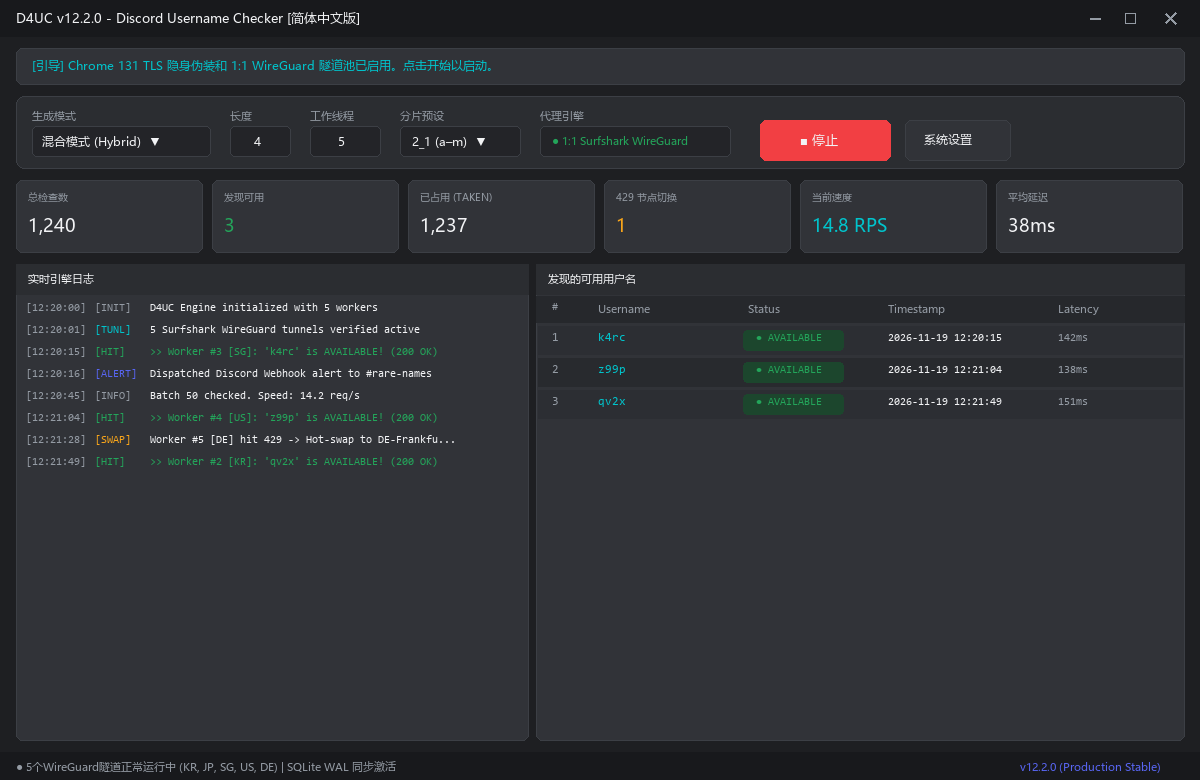 D4UC v12.2.0 - Discord Username Checker [简体中文版]
[引导] Chrome 131 TLS 隐身伪装和 1:1 WireGuard 隧道池已启用。点击开始以启动。
生成模式 长度 工作线程 分片预设 代理引擎
混合模式 (Hybrid) ▼ 4 5 2_1 (a–m) ▼ ● 1:1 Surfshark WireGuard ■ 停止 系统设置
总检查数 发现可用 已占用 (TAKEN) 429 节点切换 当前速度 平均延迟
1,240 3 1,237 1 14.8 RPS 38ms
实时引擎日志
[12:20:00] [INIT] D4UC Engine initialized with 5 workers
[12:20:01] [TUNL] 5 Surfshark WireGuard tunnels verified active
[12:20:15] [HIT] >> Worker #3 [SG]: 'k4rc' is AVAILABLE! (200 OK)
[12:20:16] [ALERT] Dispatched Discord Webhook alert to #rare-names
[12:20:45] [INFO] Batch 50 checked. Speed: 14.2 req/s
[12:21:04] [HIT] >> Worker #4 [US]: 'z99p' is AVAILABLE! (200 OK)
[12:21:28] [SWAP] Worker #5 [DE] hit 429 -> Hot-swap to DE-Frankfu...
[12:21:49] [HIT] >> Worker #2 [KR]: 'qv2x' is AVAILABLE! (200 OK)
发现的可用用户名
# Username Status Timestamp Latency
1 k4rc ● AVAILABLE 2026-11-19 12:20:15 142ms
2 z99p ● AVAILABLE 2026-11-19 12:21:04 138ms
3 qv2x ● AVAILABLE 2026-11-19 12:21:49 151ms
● 5个WireGuard隧道正常运行中 (KR, JP, SG, US, DE) | SQLite WAL 同步激活
v12.2.0 (Production Stable)